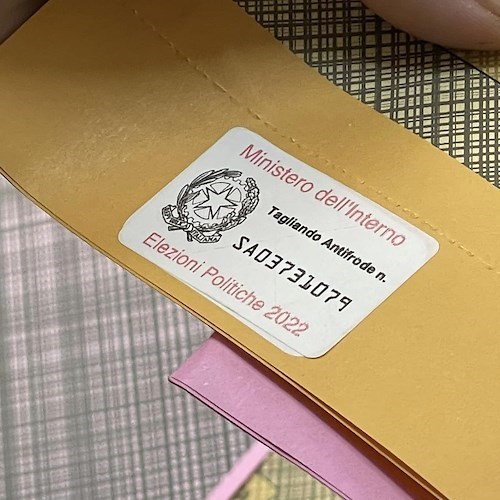 Ministero dell'Interno
Tagliando Antifrode n.
SA03731079
Elezioni Politiche 2022